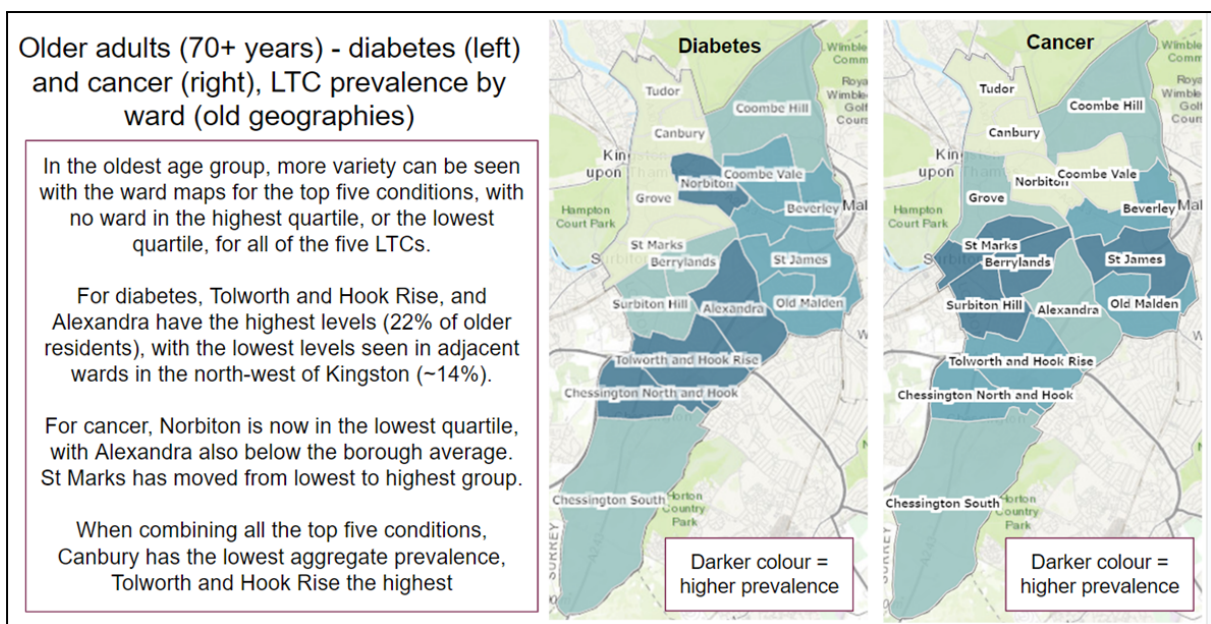 Older adults (70+ years) - diabetes (left)
and cancer (right), LTC prevalence by
ward (old geographies)
In the oldest age group, more variety can be seen
with the ward maps for the top five conditions, with
no ward in the highest quartile, or the lowest
quartile, for all of the five LTCs.
For diabetes, Tolworth and Hook Rise, and
Alexandra have the highest levels (22% of older
residents), with the lowest levels seen in adjacent
wards in the north-west of Kingston (~14%).
For cancer, Norbiton is now in the lowest quartile,
with Alexandra also below the borough average.
St Marks has moved from lowest to highest group.
When combining all the top five conditions,
Canbury has the lowest aggregate prevalence,
Tolworth and Hook Rise the highest
Diabetes
Tudor
Coombe Hill
Canbury
upon
Norbiton
Coombe Vale
Grove
Beverley
Hampton
Court Park
St Marks
Berrylands
St James
Surbiton Hill
Alexandra
Old Malden
Tolworth and Hook Rise
Chessington North and Hook
Chessington South
Horton
Country
Park
SURREY
Darker colour =
higher prevalence
Cancer
Tudor
Coombe Hill
Canbury
upon
Norbiton
Coombe Vale
Grove
Beverley
Hampton
Court Park
St Marks
Berrylands
St James
Surbiton Hill
Alexandra
Old Malden
Tolworth and Hook Rise
Chessington North and Hook
Chessington South
Horton
Country
Park
SURREY
Darker colour =
higher prevalence